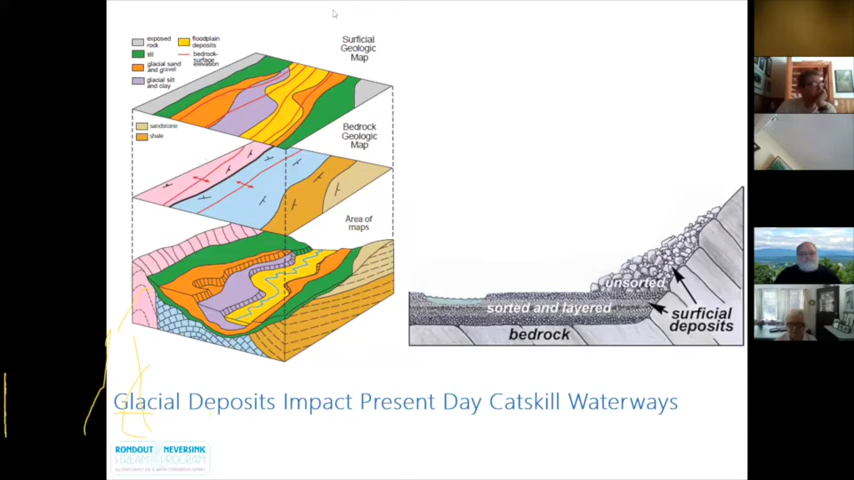 exposed rock
till
glacial sand and gravel
glacial silt and clay
floodplain deposits
bedrock-surface elevation
Surficial
Geologic
Map
sandstone
shale
Bedrock
Geologic
Map
Area of
maps
unsorted
sorted and layered
surficial
deposits
bedrock
Glacial Deposits Impact Present Day Catskill Waterways
RONDOUT NEVERSINK
STREAM PROGRAM